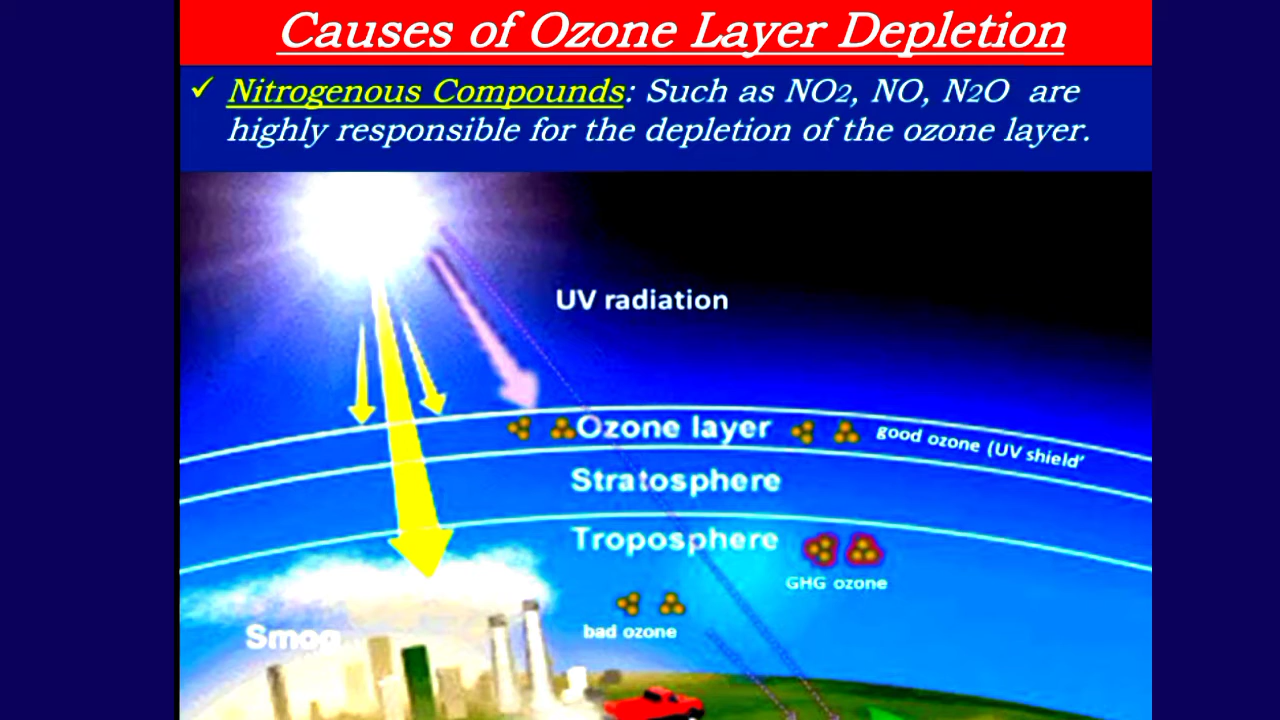 Causes of Ozone Layer Depletion
✓ Nitrogenous Compounds: Such as NO2, NO, N2O are
highly responsible for the depletion of the ozone layer.
UV radiation
Ozone layer
good ozone (UV shield'
Stratosphere
Troposphere
GHG ozone
bad ozone
Smog